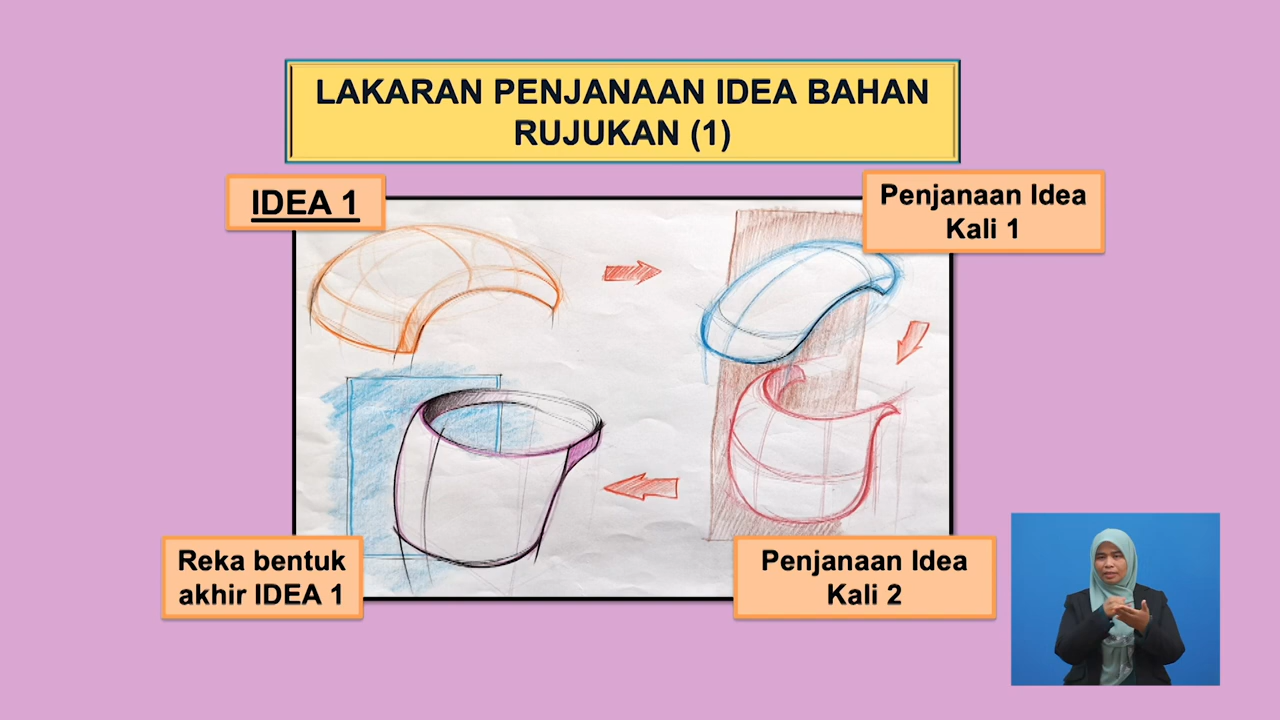 LAKARAN PENJANAAN IDEA BAHAN
RUJUKAN (1)
IDEA 1
Penjanaan Idea
Kali 1
Reka bentuk
akhir IDEA 1
Penjanaan Idea
Kali 2